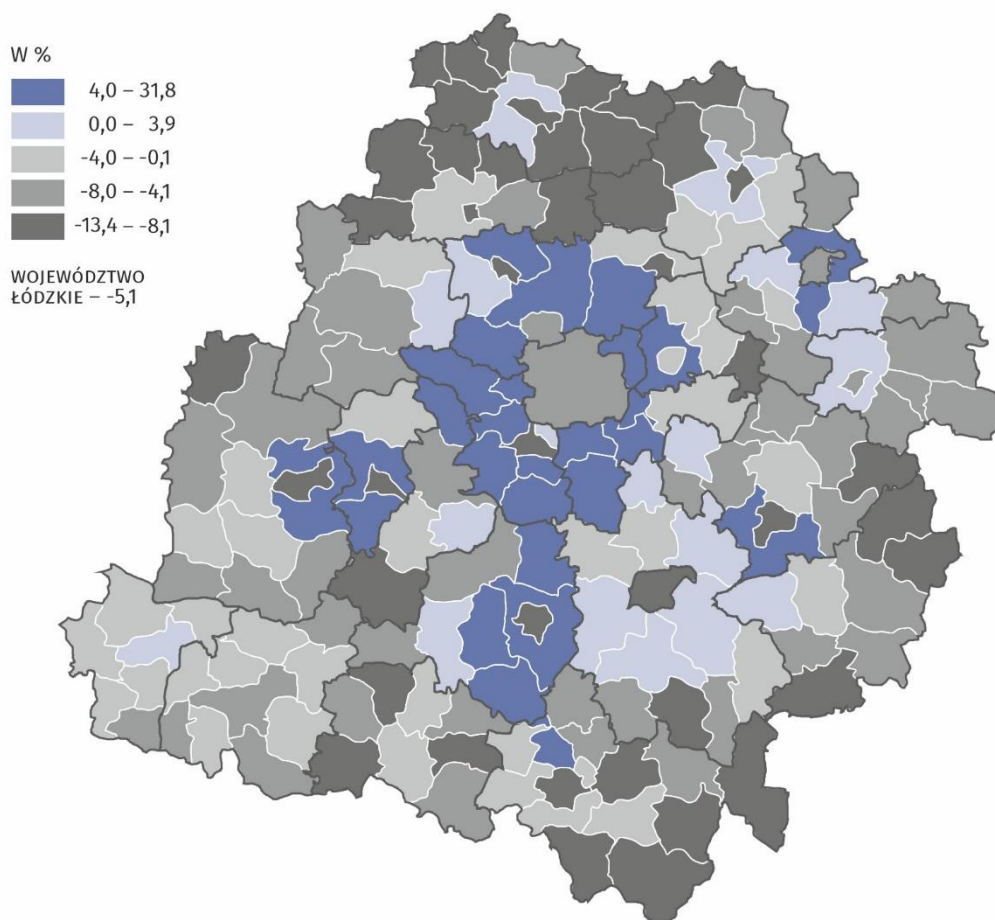 W %
4,0 – 31,8
0,0 – 3,9
-4,0 – -0,1
-8,0 – -4,1
-13,4 – -8,1
WOJEWÓDZTWO
ŁÓDZKIE – -5,1